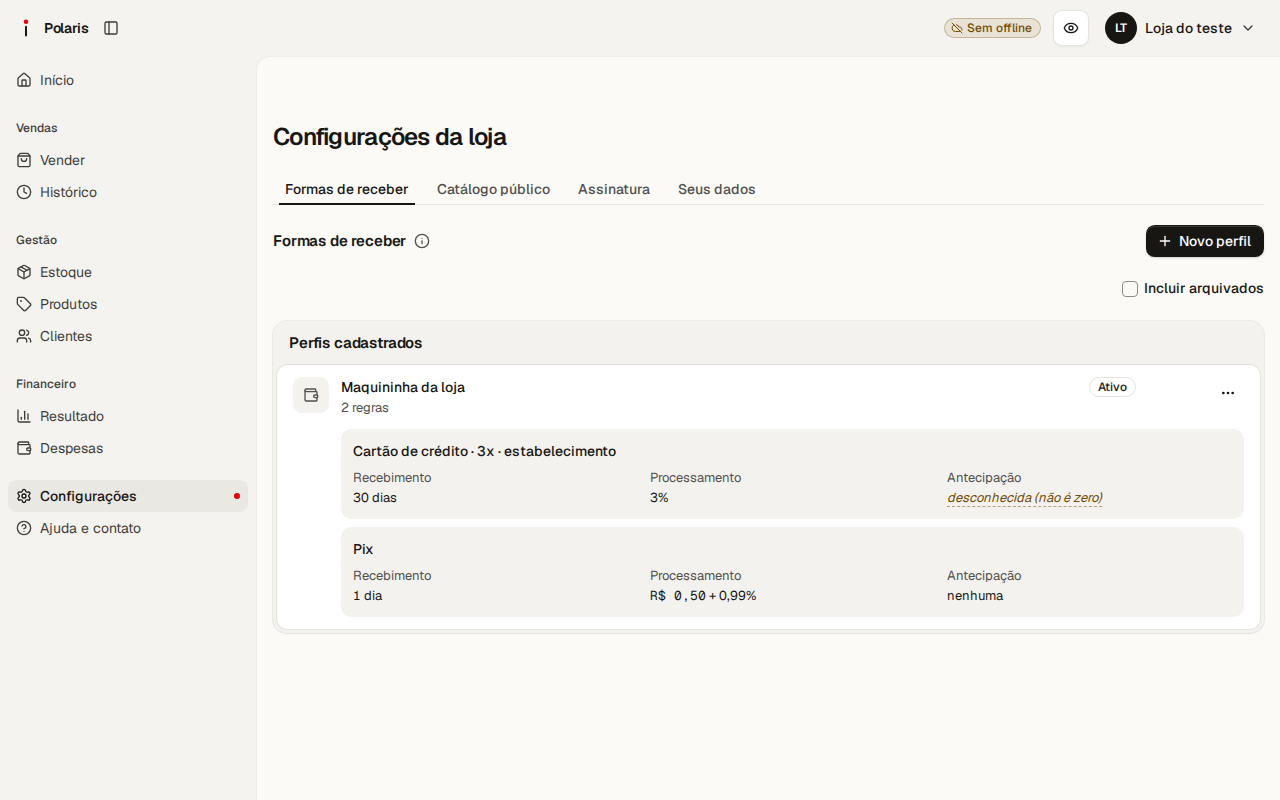 Polaris
Sem offline
LT
Loja do teste
Início
Vendas
Vender
Histórico
Gestão
Estoque
Produtos
Clientes
Financeiro
Resultado
Despesas
Configurações
Ajuda e contato
Configurações da loja
Formas de receber
Catálogo público
Assinatura
Seus dados
Formas de receber
Novo perfil
Incluir arquivados
Perfis cadastrados
Maquininha da loja
Ativo
2 regras
Cartão de crédito · 3x · estabelecimento
Recebimento
Processamento
Antecipação
30 dias
3%
desconhecida (não é zero)
Pix
Recebimento
Processamento
Antecipação
1 dia
R$ 0,50 + 0,99%
nenhuma